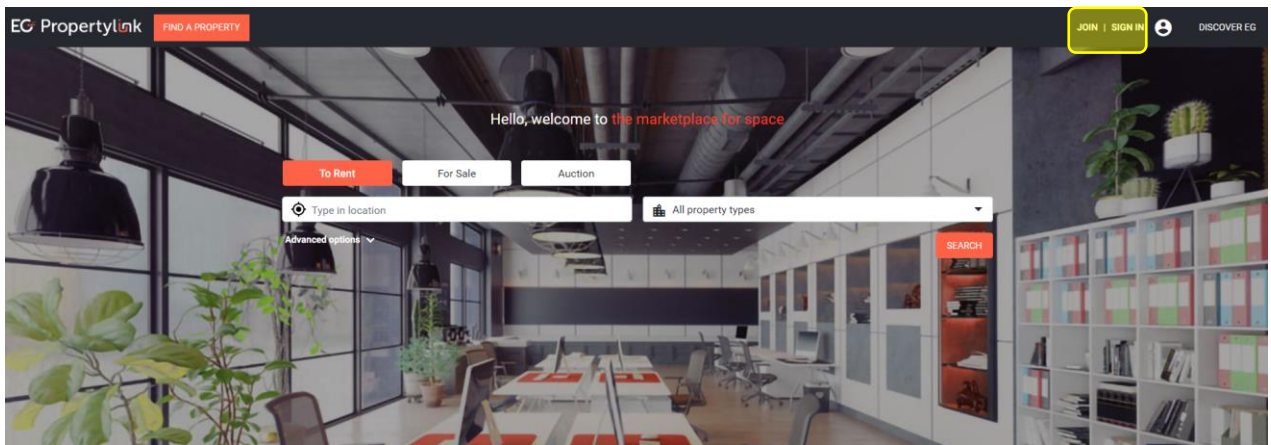 EG Propertylink FIND A PROPERTY JOIN | SIGN IN DISCOVER EG
Hello, welcome to the marketplace for space
To Rent For Sale Auction
Type in location All property types
Advanced options
SEARCH